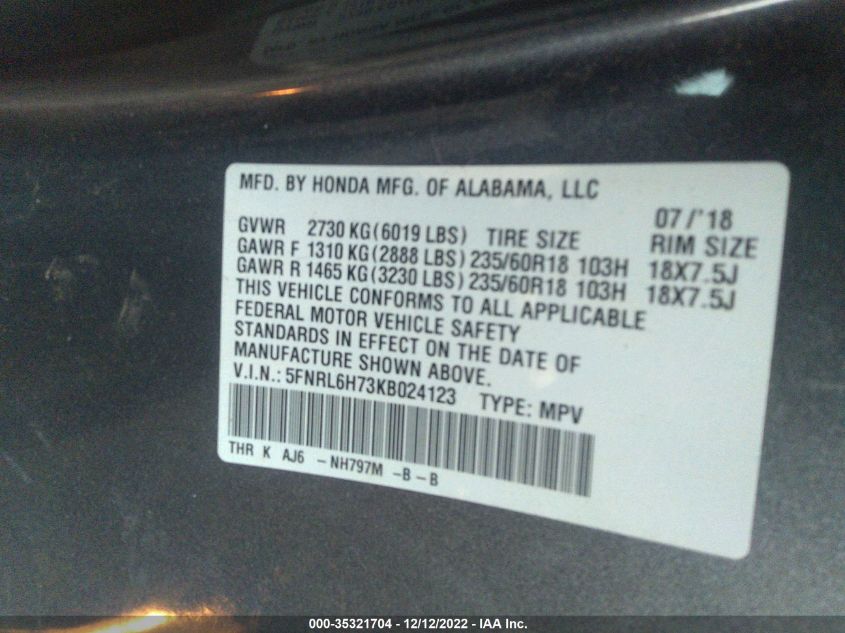 MFD. BY HONDA MFG. OF ALABAMA, LLC
07/'18
GVWR 2730 KG (6019 LBS) TIRE SIZE RIM SIZE
GAWR F 1310 KG (2888 LBS) 235/60R18 103H 18X7.5J
GAWR R 1465 KG (3230 LBS) 235/60R18 103H 18X7.5J
THIS VEHICLE CONFORMS TO ALL APPLICABLE
FEDERAL MOTOR VEHICLE SAFETY
STANDARDS IN EFFECT ON THE DATE OF
MANUFACTURE SHOWN ABOVE.
V.I.N.: 5FNRL6H73KB024123 TYPE: MPV
THR K AJ6 - NH797M - B - B
000-35321704 - 12/12/2022 - IAA Inc.